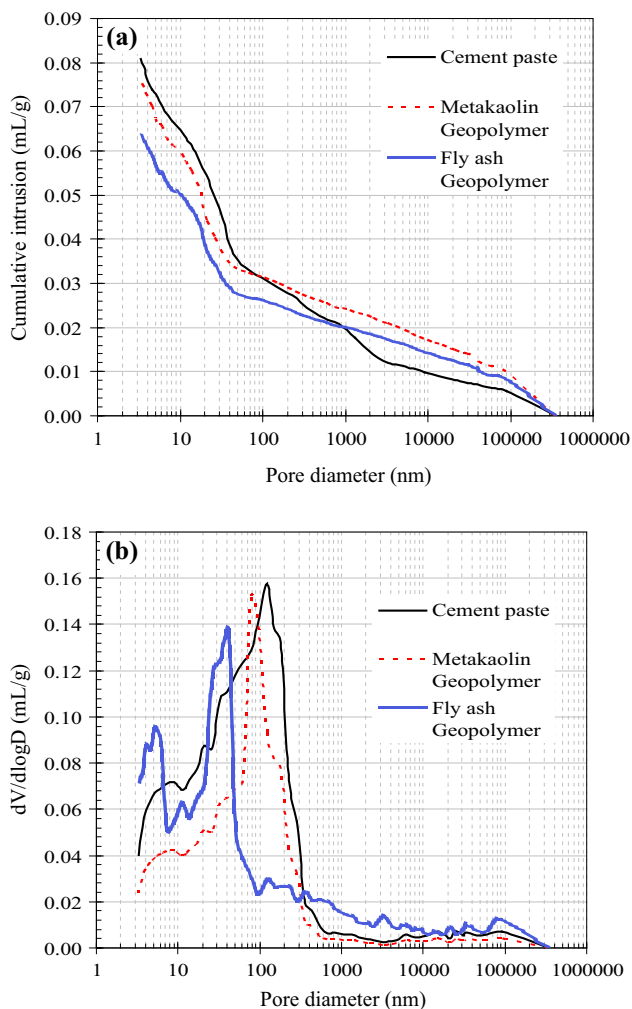 (a)
Cumulative intrusion (mL/g)
0.09
0.08
0.07
0.06
0.05
0.04
0.03
0.02
0.01
0.00
Cement paste
Metakaolin
Geopolymer
Fly ash
Geopolymer
1 10 100 1000 10000 100000 1000000
Pore diameter (nm)
(b)
dV/dlogD (mL/g)
0.18
0.16
0.14
0.12
0.10
0.08
0.06
0.04
0.02
0.00
Cement paste
Metakaolin
Geopolymer
Fly ash
Geopolymer
1 10 100 1000 10000 100000 1000000
Pore diameter (nm)